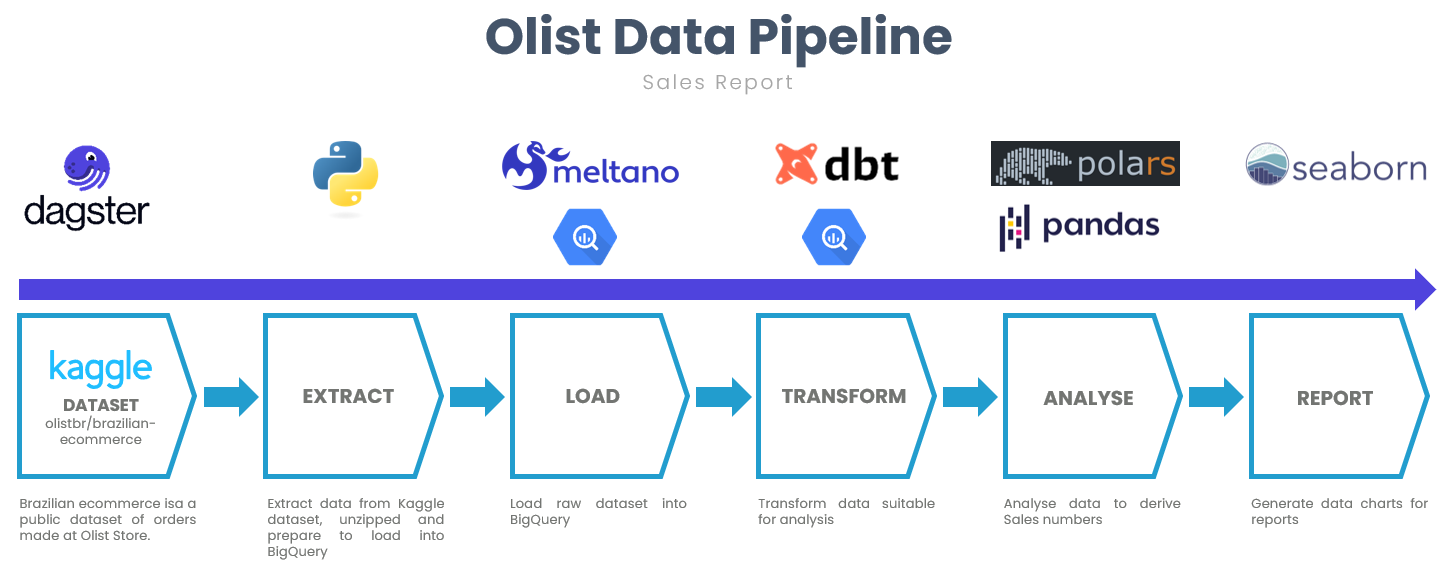 Olist Data Pipeline
Sales Report
dagster
meltano
dbt
polars
pandas
seaborn
kaggle
DATASET
olistbr/brazilian-
ecommerce
EXTRACT
LOAD
TRANSFORM
ANALYSE
REPORT
Brazilian ecommerce isa a
public dataset of orders
made at Olist Store.
Extract data from Kaggle
dataset, unzipped and
prepare to load into
BigQuery
Load raw dataset into
BigQuery
Transform data suitable
for analysis
Analyse data to derive
Sales numbers
Generate data charts for
reports